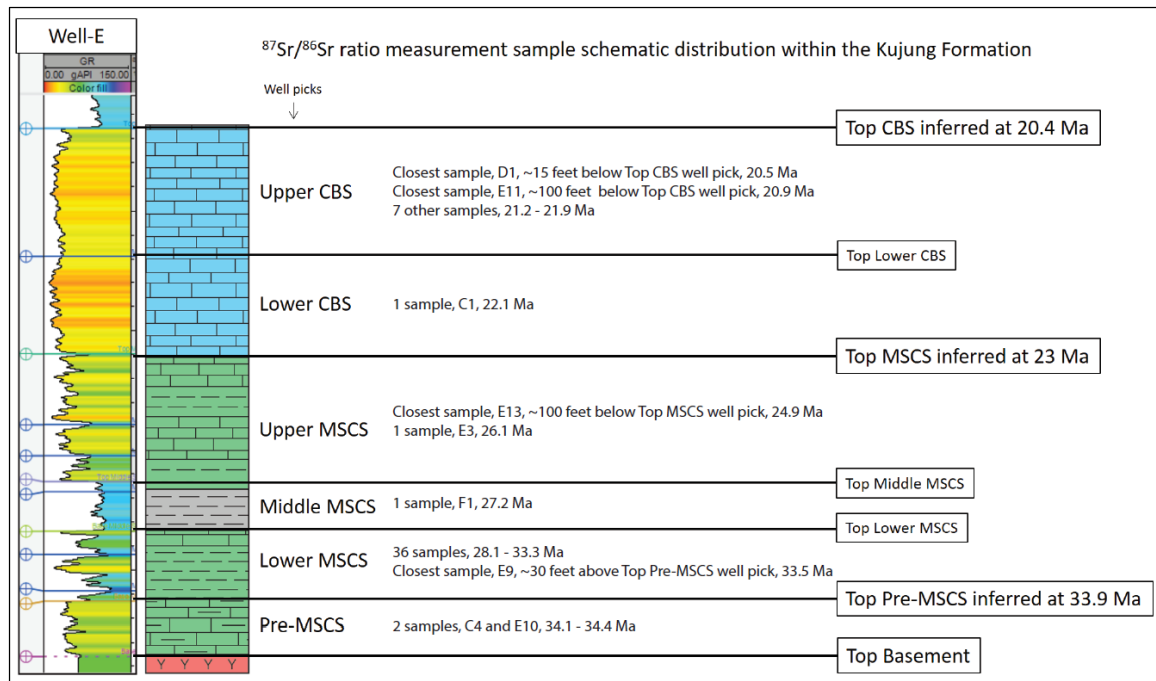 Well-E
GR
0.00 gAPI 150.00
Color fill
⁸⁷Sr/⁸⁶Sr ratio measurement sample schematic distribution within the Kujung Formation
Well picks
Top CBS inferred at 20.4 Ma
Upper CBS
Closest sample, D1, ~15 feet below Top CBS well pick, 20.5 Ma
Closest sample, E11, ~100 feet below Top CBS well pick, 20.9 Ma
7 other samples, 21.2 - 21.9 Ma
Top Lower CBS
Lower CBS
1 sample, C1, 22.1 Ma
Top MSCS inferred at 23 Ma
Upper MSCS
Closest sample, E13, ~100 feet below Top MSCS well pick, 24.9 Ma
1 sample, E3, 26.1 Ma
Top Middle MSCS
Middle MSCS
1 sample, F1, 27.2 Ma
Top Lower MSCS
Lower MSCS
36 samples, 28.1 - 33.3 Ma
Closest sample, E9, ~30 feet above Top Pre-MSCS well pick, 33.5 Ma
Top Pre-MSCS inferred at 33.9 Ma
Pre-MSCS
2 samples, C4 and E10, 34.1 - 34.4 Ma
Top Basement
Y Y Y Y